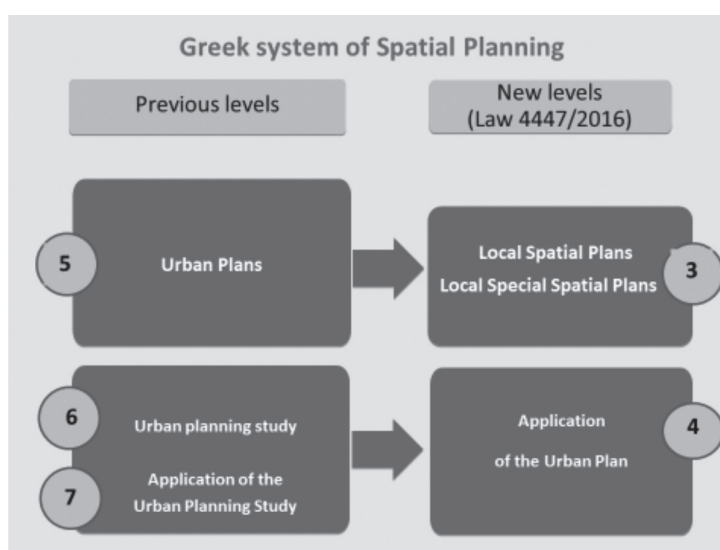 Greek system of Spatial Planning
Previous levels
New levels
(Law 4447/2016)
5
Urban Plans
Local Spatial Plans
Local Special Spatial Plans
3
6
Urban planning study
7
Application of the
Urban Planning Study
Application
of the Urban Plan
4